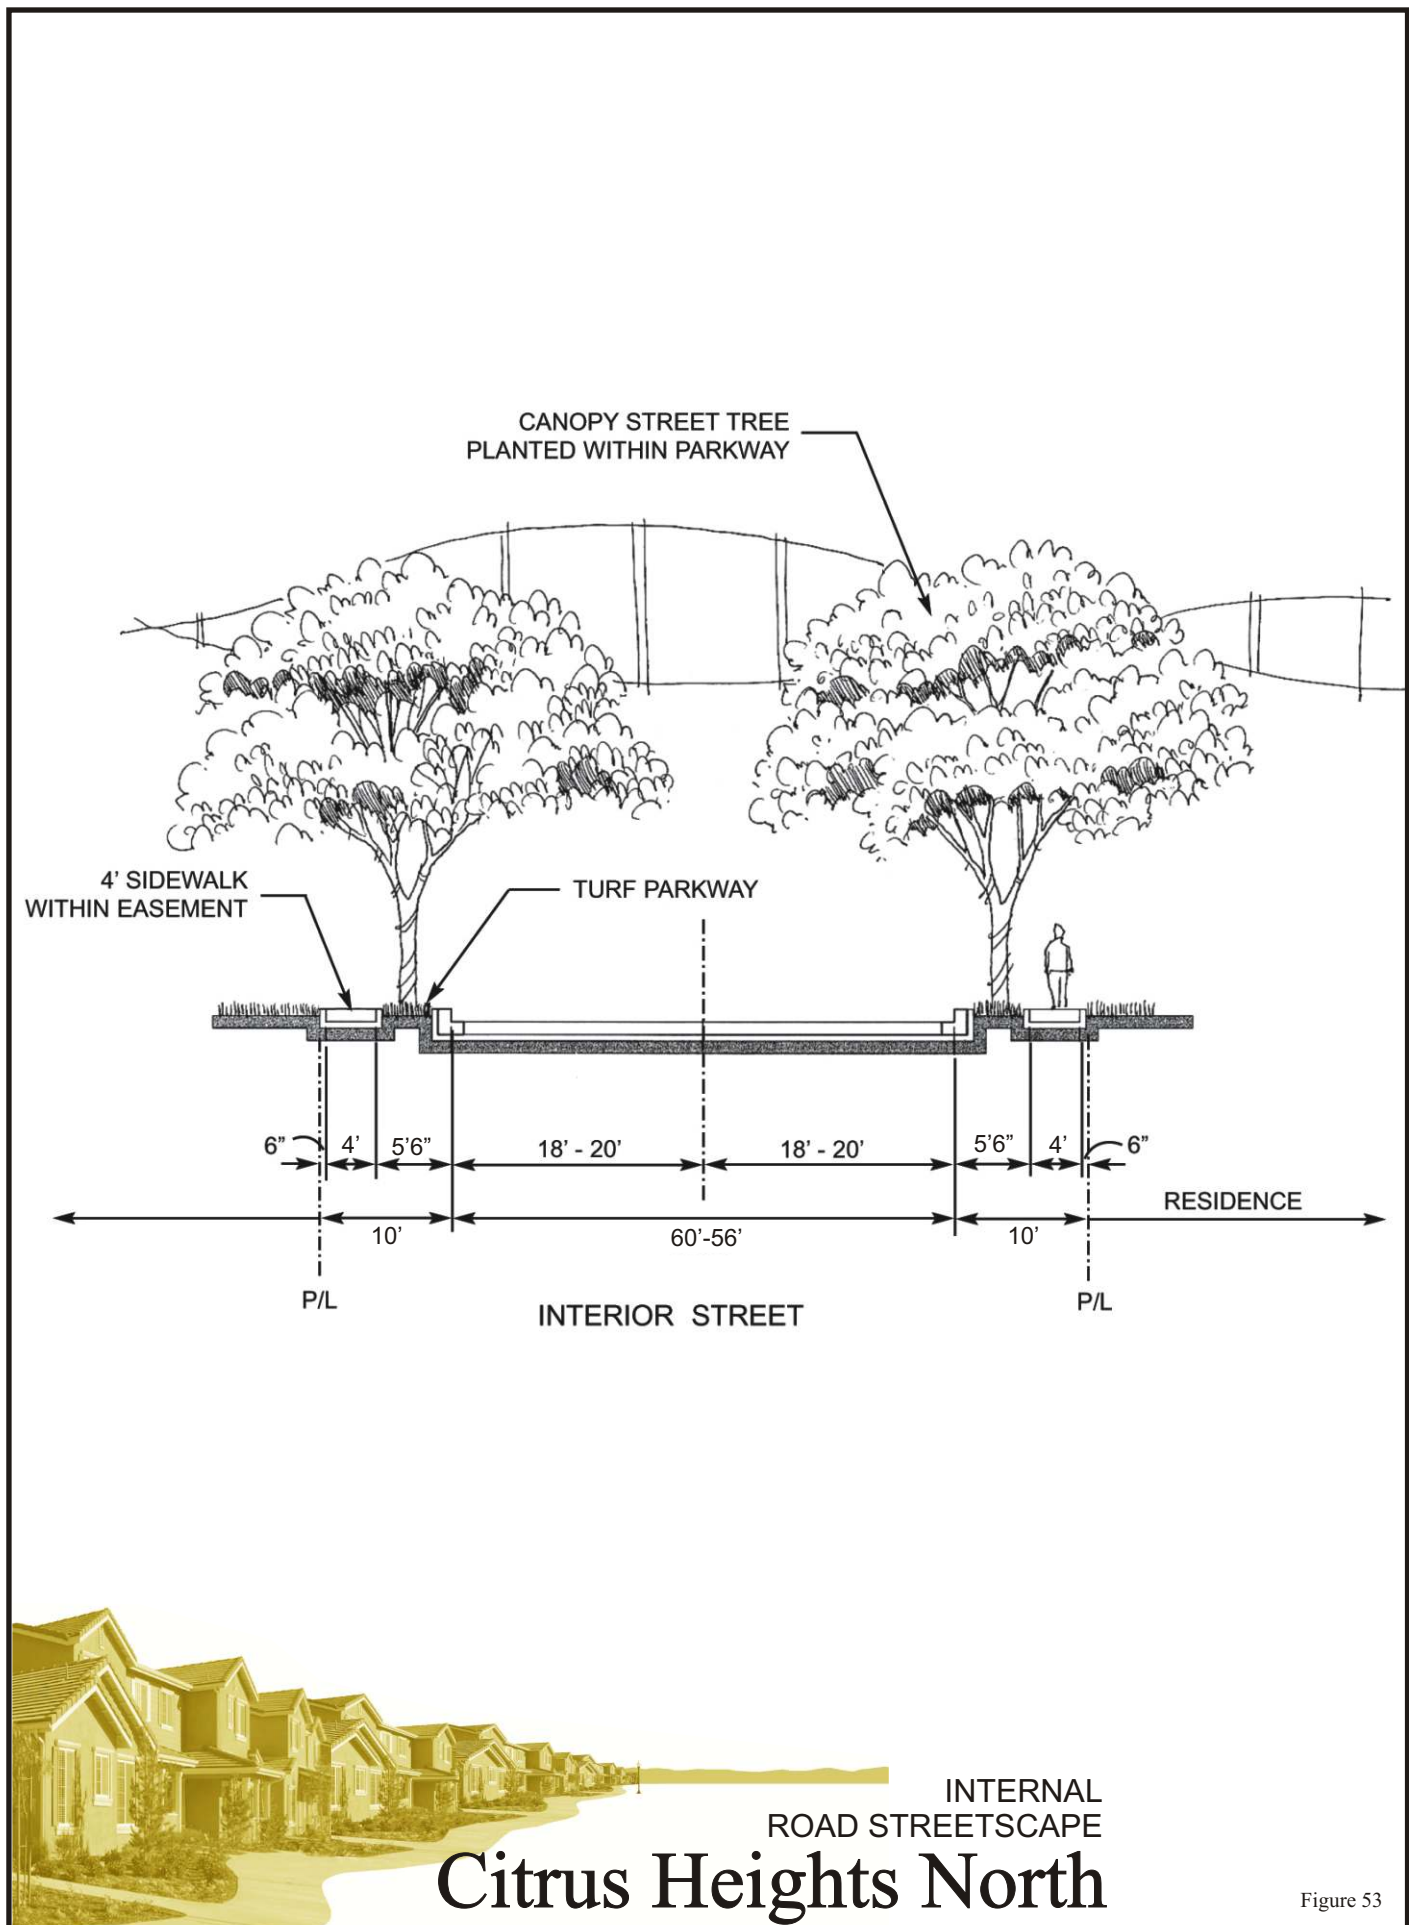 CANOPY STREET TREE
PLANTED WITHIN PARKWAY
4’ SIDEWALK
WITHIN EASEMENT
TURF PARKWAY
6” 4’ 5’6” 18’ - 20’ 18’ - 20’ 5’6” 4’ 6”
RESIDENCE
10’ 60’-56’ 10’
P/L P/L
INTERIOR STREET
INTERNAL
ROAD STREETSCAPE
Citrus Heights North
Figure 53